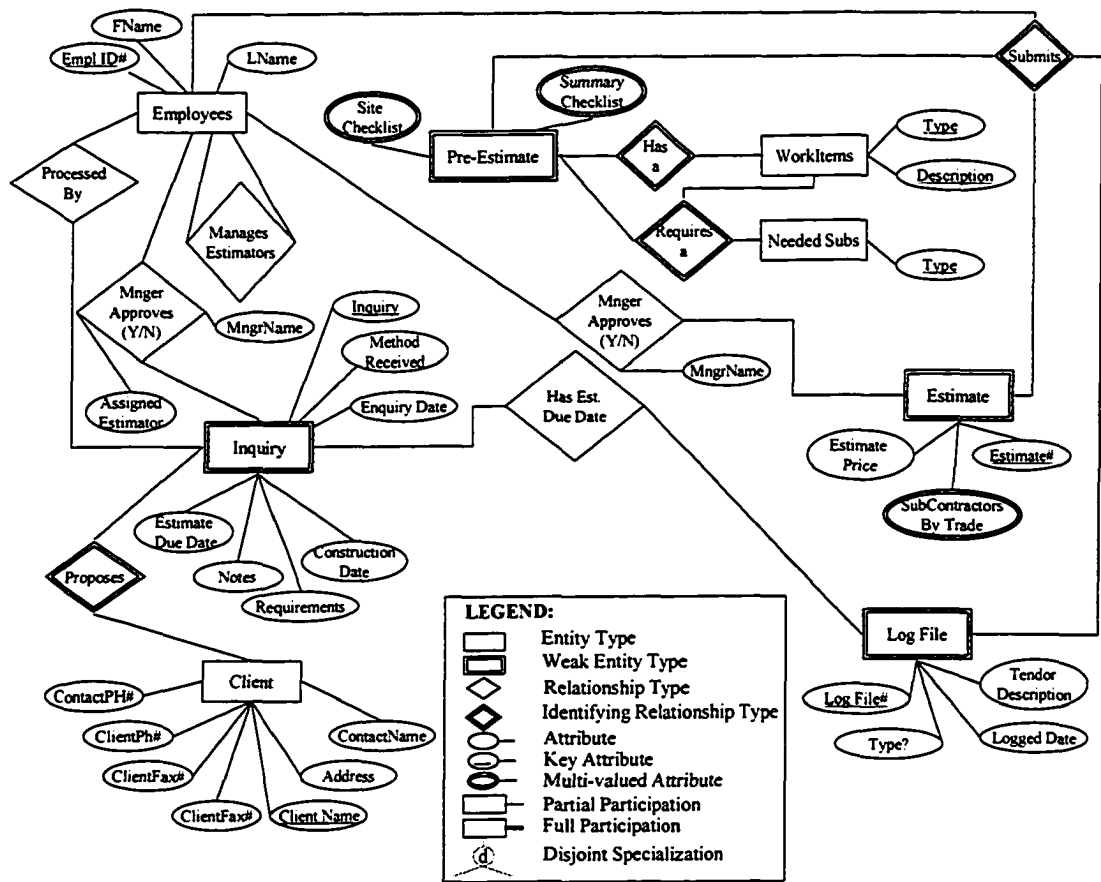 FName
Empl ID#
LName
Employees
Submits
Summary
Checklist
Site
Checklist
Pre-Estimate
Has
a
WorkItems
Type
Description
Processed
By
Manages
Estimators
Requires
a
Needed Subs
Type
Mnger
Approves
(Y/N)
MngrName
Inquiry
Method
Received
Enquiry Date
Assigned
Estimator
Inquiry
Mnger
Approves
(Y/N)
MngrName
Has Est.
Due Date
Estimate
Estimate
Price
Estimate#
SubContractors
By Trade
Estimate
Due Date
Notes
Requirements
Construction
Date
Proposes
Client
ContactPH#
ClientPh#
ClientFax#
ClientFax#
Client Name
Address
ContactName
LEGEND:
Entity Type
Weak Entity Type
Relationship Type
Identifying Relationship Type
Attribute
Key Attribute
Multi-valued Attribute
Partial Participation
Full Participation
d
Disjoint Specialization
Log File
Log File#
Type?
Tendor
Description
Logged Date